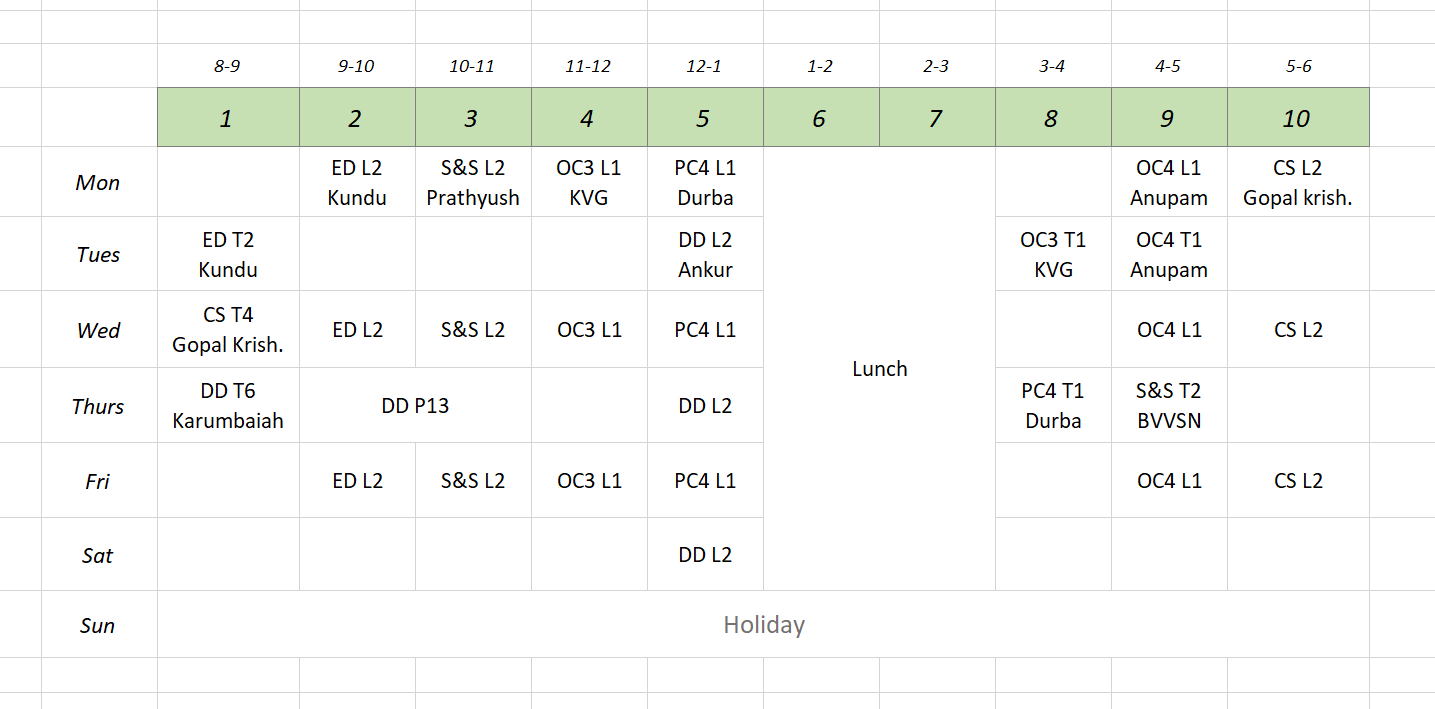 8-9 9-10 10-11 11-12 12-1 1-2 2-3 3-4 4-5 5-6
1 2 3 4 5 6 7 8 9 10
Mon
ED L2
Kundu
S&S L2
Prathyush
OC3 L1
KVG
PC4 L1
Durba
OC4 L1
Anupam
CS L2
Gopal krish.
Tues
ED T2
Kundu
DD L2
Ankur
OC3 T1
KVG
OC4 T1
Anupam
Wed
CS T4
Gopal Krish.
ED L2
S&S L2
OC3 L1
PC4 L1
Lunch
OC4 L1
CS L2
Thurs
DD T6
Karumbaiah
DD P13
DD L2
PC4 T1
Durba
S&S T2
BVVSN
Fri
ED L2
S&S L2
OC3 L1
PC4 L1
OC4 L1
CS L2
Sat
DD L2
Sun
Holiday